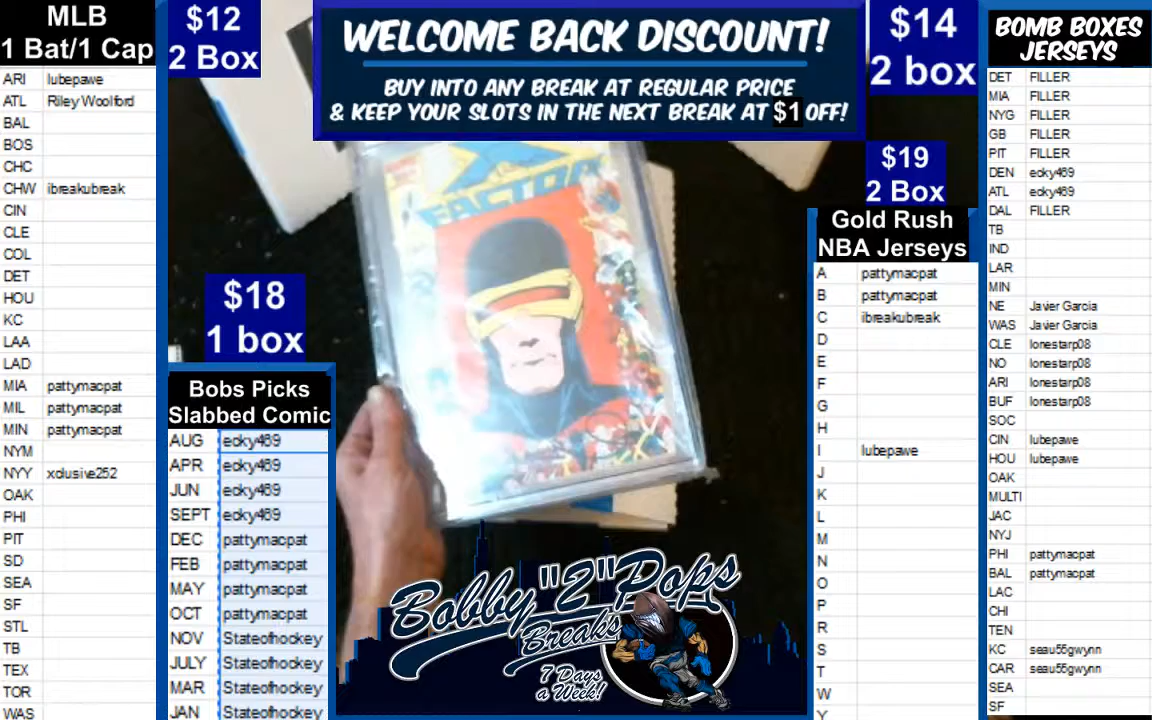 MLB
1 Bat/1 Cap
ARI lubepawe
ATL Riley Woolford
BAL
BOS
CHC
CHW ibreakubreak
CIN
CLE
COL
DET
HOU
KC
LAA
LAD
MIA pattymacpat
MIL pattymacpat
MIN pattymacpat
NYM
NYY xclusive252
OAK
PHI
PIT
SD
SEA
SF
STL
TB
TEX
TOR
WAS
$12
2 Box
WELCOME BACK DISCOUNT!
BUY INTO ANY BREAK AT REGULAR PRICE
& KEEP YOUR SLOTS IN THE NEXT BREAK AT $1 OFF!
$14
2 box
$18
1 box
Bobs Picks
Slabbed Comic
AUG ecky469
APR ecky469
JUN ecky469
SEPT ecky469
DEC pattymacpat
FEB pattymacpat
MAY pattymacpat
OCT pattymacpat
NOV Stateofhockey
JULY Stateofhockey
MAR Stateofhockey
JAN Stateofhockey
X
FACTOR
Bobby "2" Pops
Breaks
7 Days
a Week!
$19
2 Box
Gold Rush
NBA Jerseys
A pattymacpat
B pattymacpat
C ibreakubreak
D
E
F
G
H
I lubepawe
J
K
L
M
N
O
P
R
S
T
W
Y
BOMB BOXES
JERSEYS
DET FILLER
MIA FILLER
NYG FILLER
GB FILLER
PIT FILLER
DEN ecky469
ATL ecky469
DAL FILLER
TB
IND
LAR
MIN
NE Javier Garcia
WAS Javier Garcia
CLE lonestarp08
NO lonestarp08
ARI lonestarp08
BUF lonestarp08
SOC
CIN lubepawe
HOU lubepawe
OAK
MULTI
JAC
NYJ
PHI pattymacpat
BAL pattymacpat
LAC
CHI
TEN
KC seau55gwynn
CAR seau55gwynn
SEA
SF